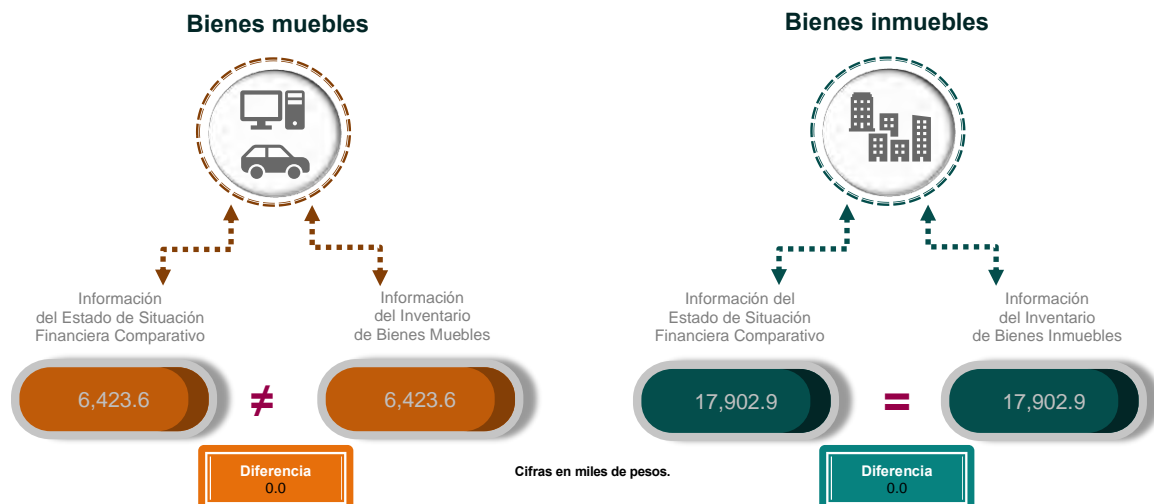 Bienes muebles
Información
del Estado de Situación
Financiera Comparativo
Información
del Inventario
de Bienes Muebles
6,423.6
≠
6,423.6
Diferencia
0.0
Cifras en miles de pesos.
Bienes inmuebles
Información del
Estado de Situación
Financiera Comparativo
Información
del Inventario
de Bienes Inmuebles
17,902.9
=
17,902.9
Diferencia
0.0